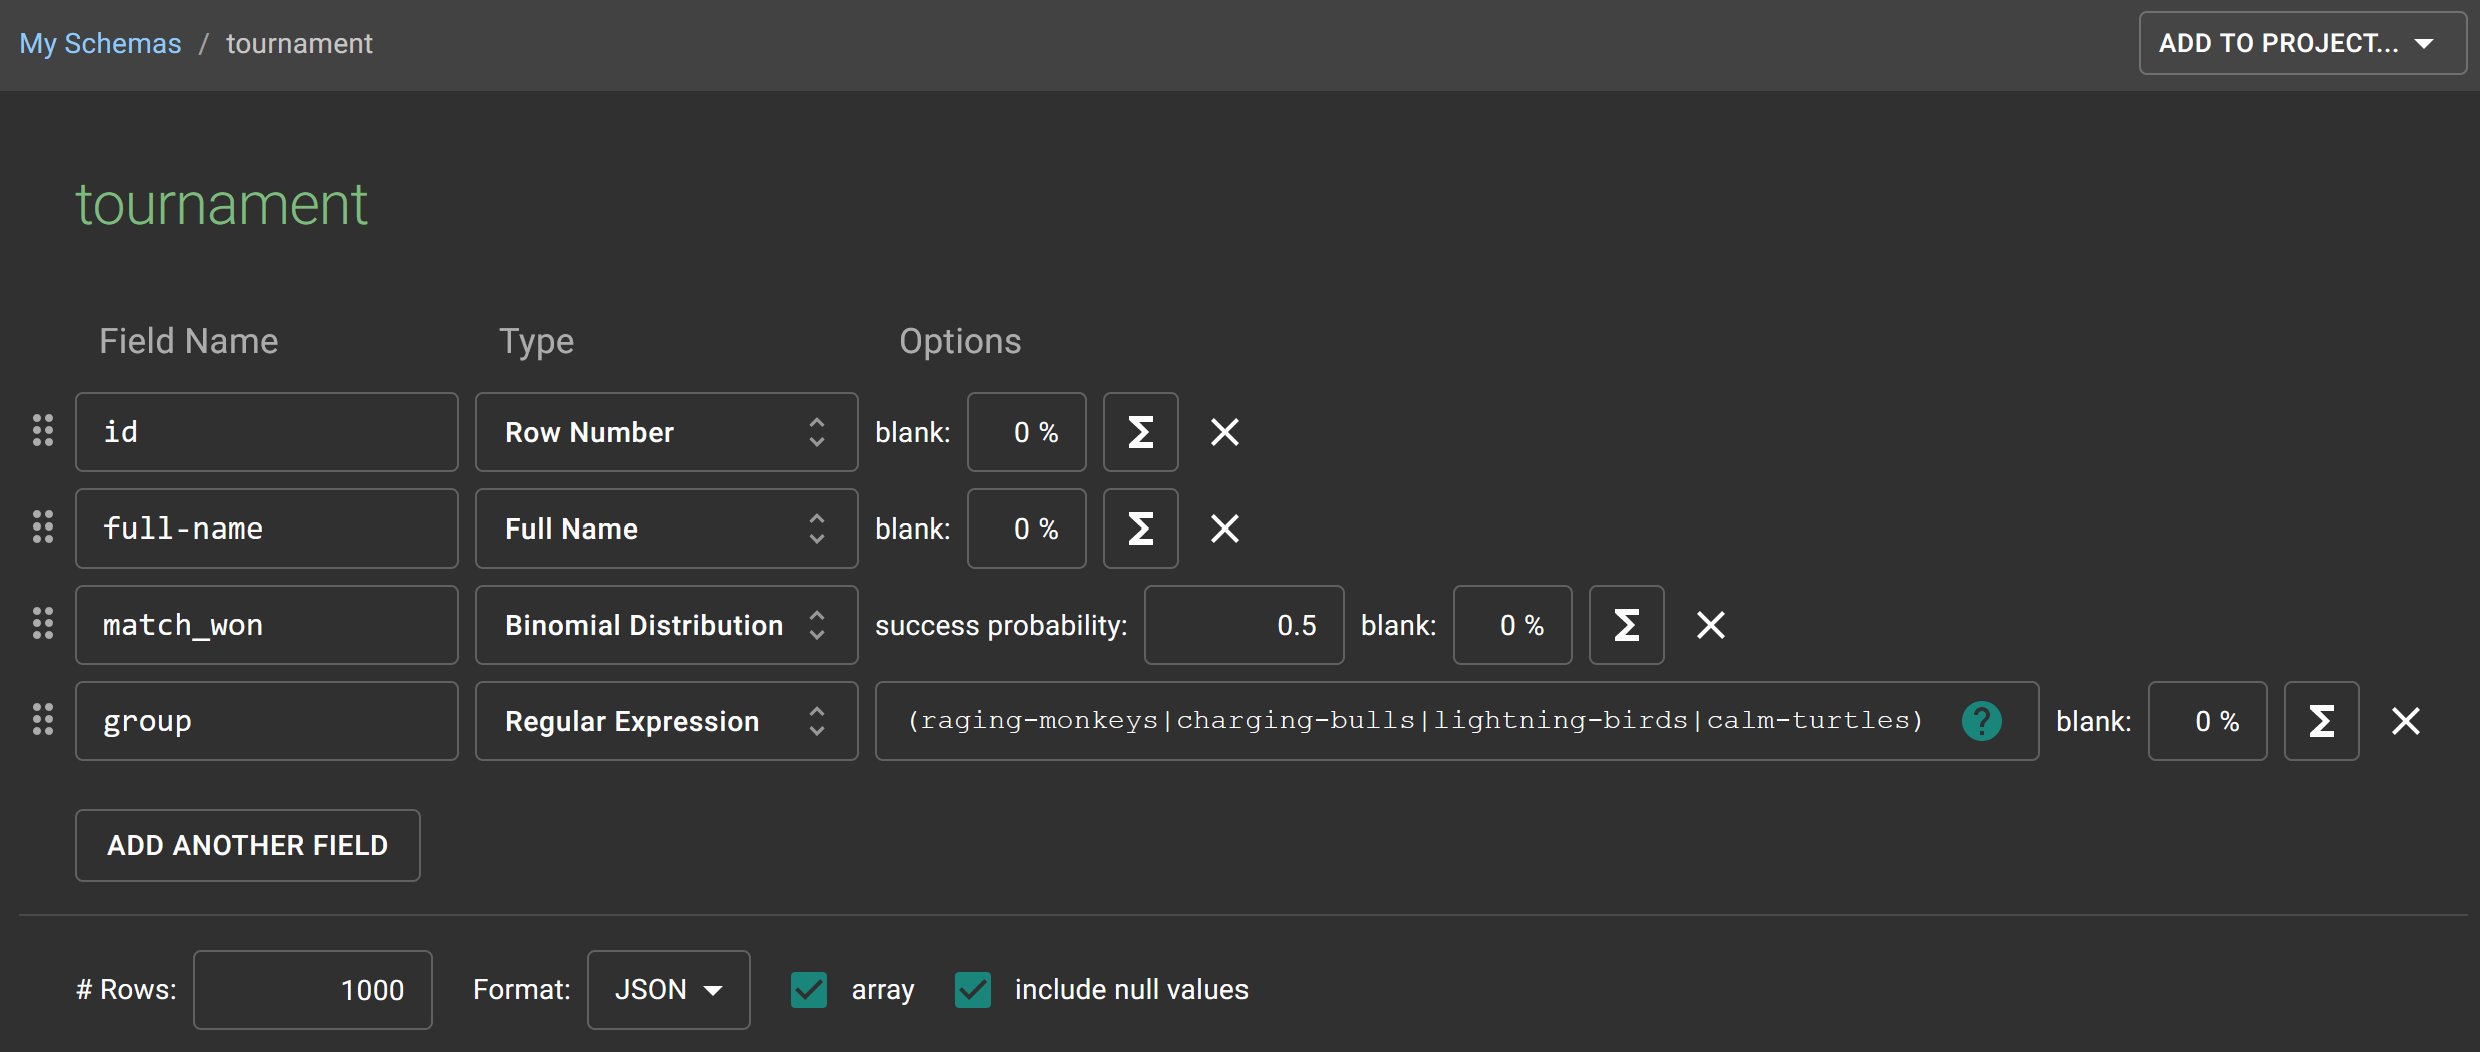 My Schemas / tournament
ADD TO PROJECT...
tournament
Field Name Type Options
id Row Number blank: 0 % Σ
full-name Full Name blank: 0 % Σ
match_won Binomial Distribution success probability: 0.5 blank: 0 % Σ
group Regular Expression (raging-monkeys|charging-bulls|lightning-birds|calm-turtles) ? blank: 0 % Σ
ADD ANOTHER FIELD
# Rows: 1000 Format: JSON array include null values